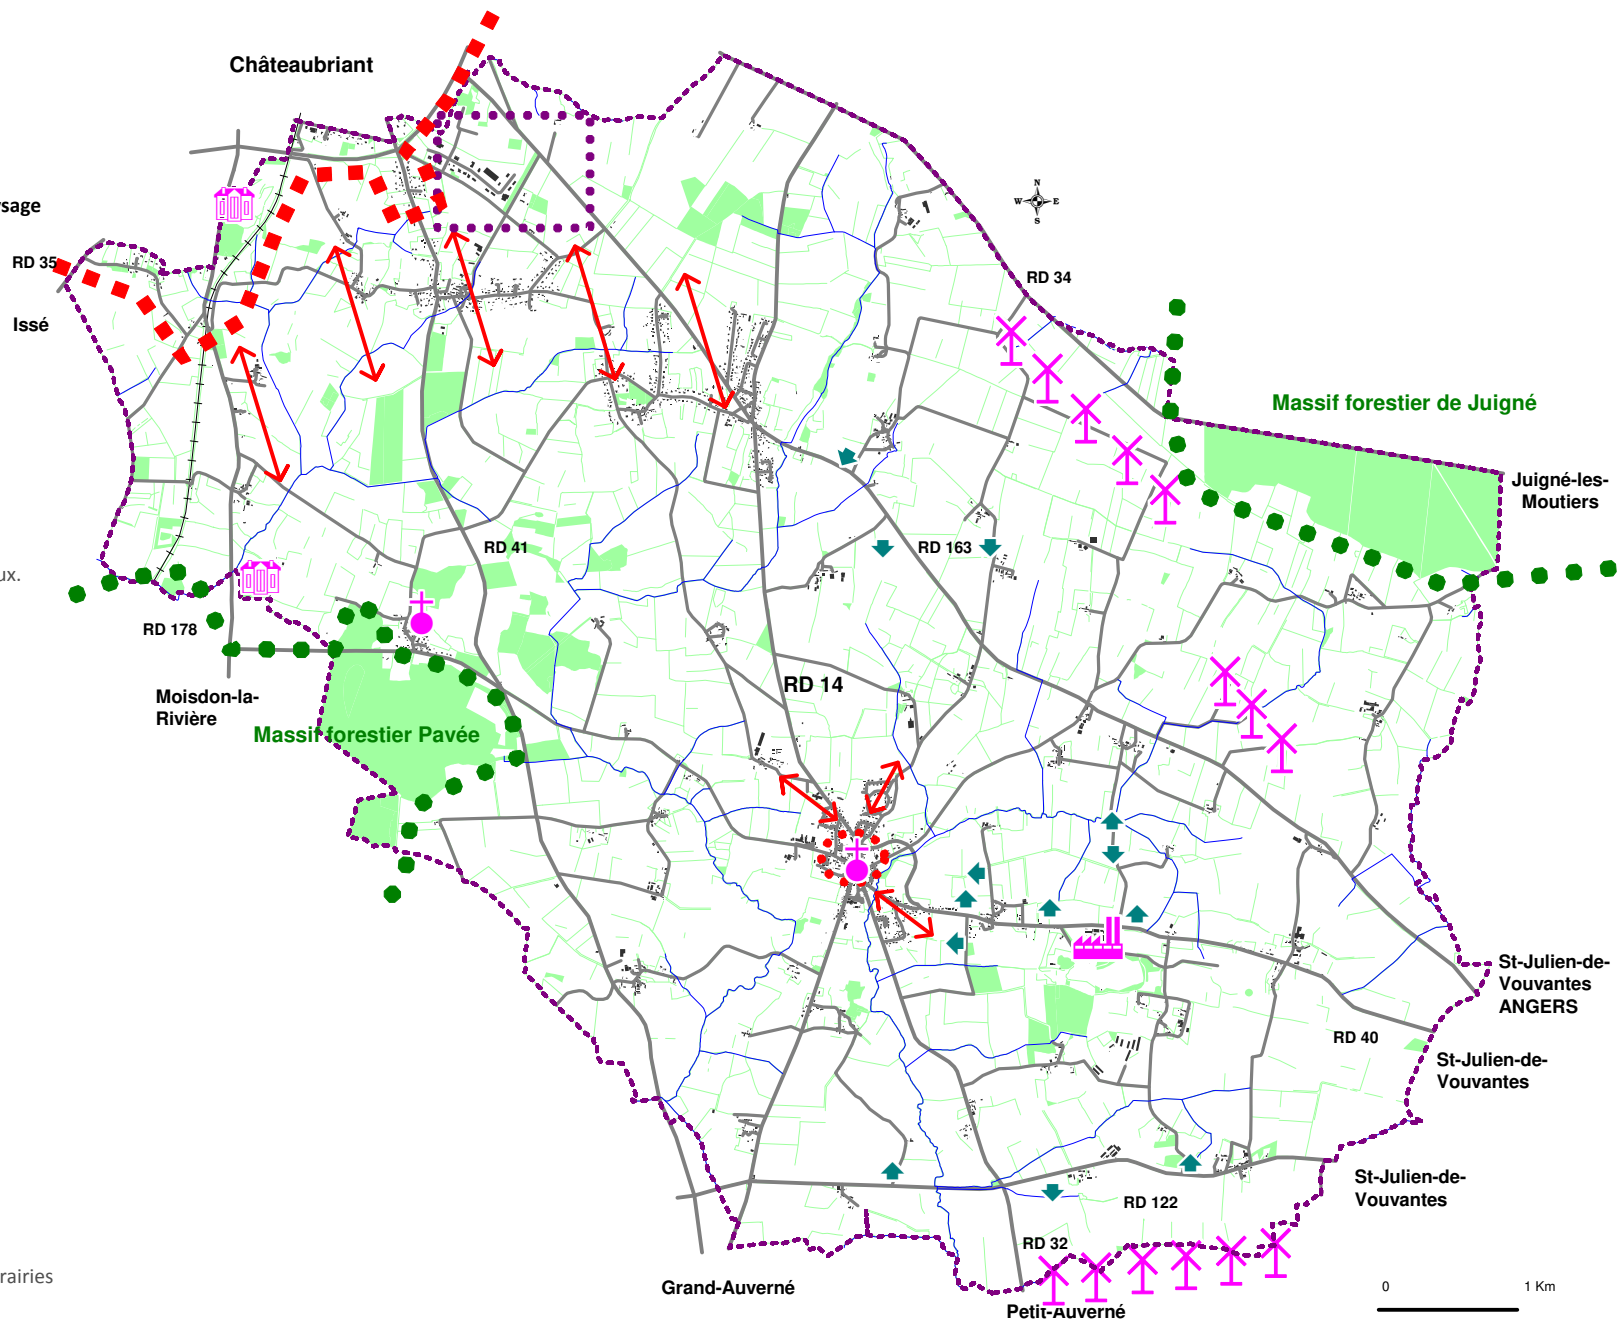 Châteaubriant
sage
RD 35
Issé
N
W E
S
RD 34
Massif forestier de Juigné
Juigné-les-
Moutiers
RD 41
RD 163
ux.
RD 178
Moisdon-la-
Rivière
RD 14
Massif forestier Pavée
St-Julien-de-
Vouvantes
ANGERS
RD 40
St-Julien-de-
Vouvantes
St-Julien-de-
Vouvantes
RD 122
RD 32
rairies
Grand-Auverné
Petit-Auverné
0 1 Km